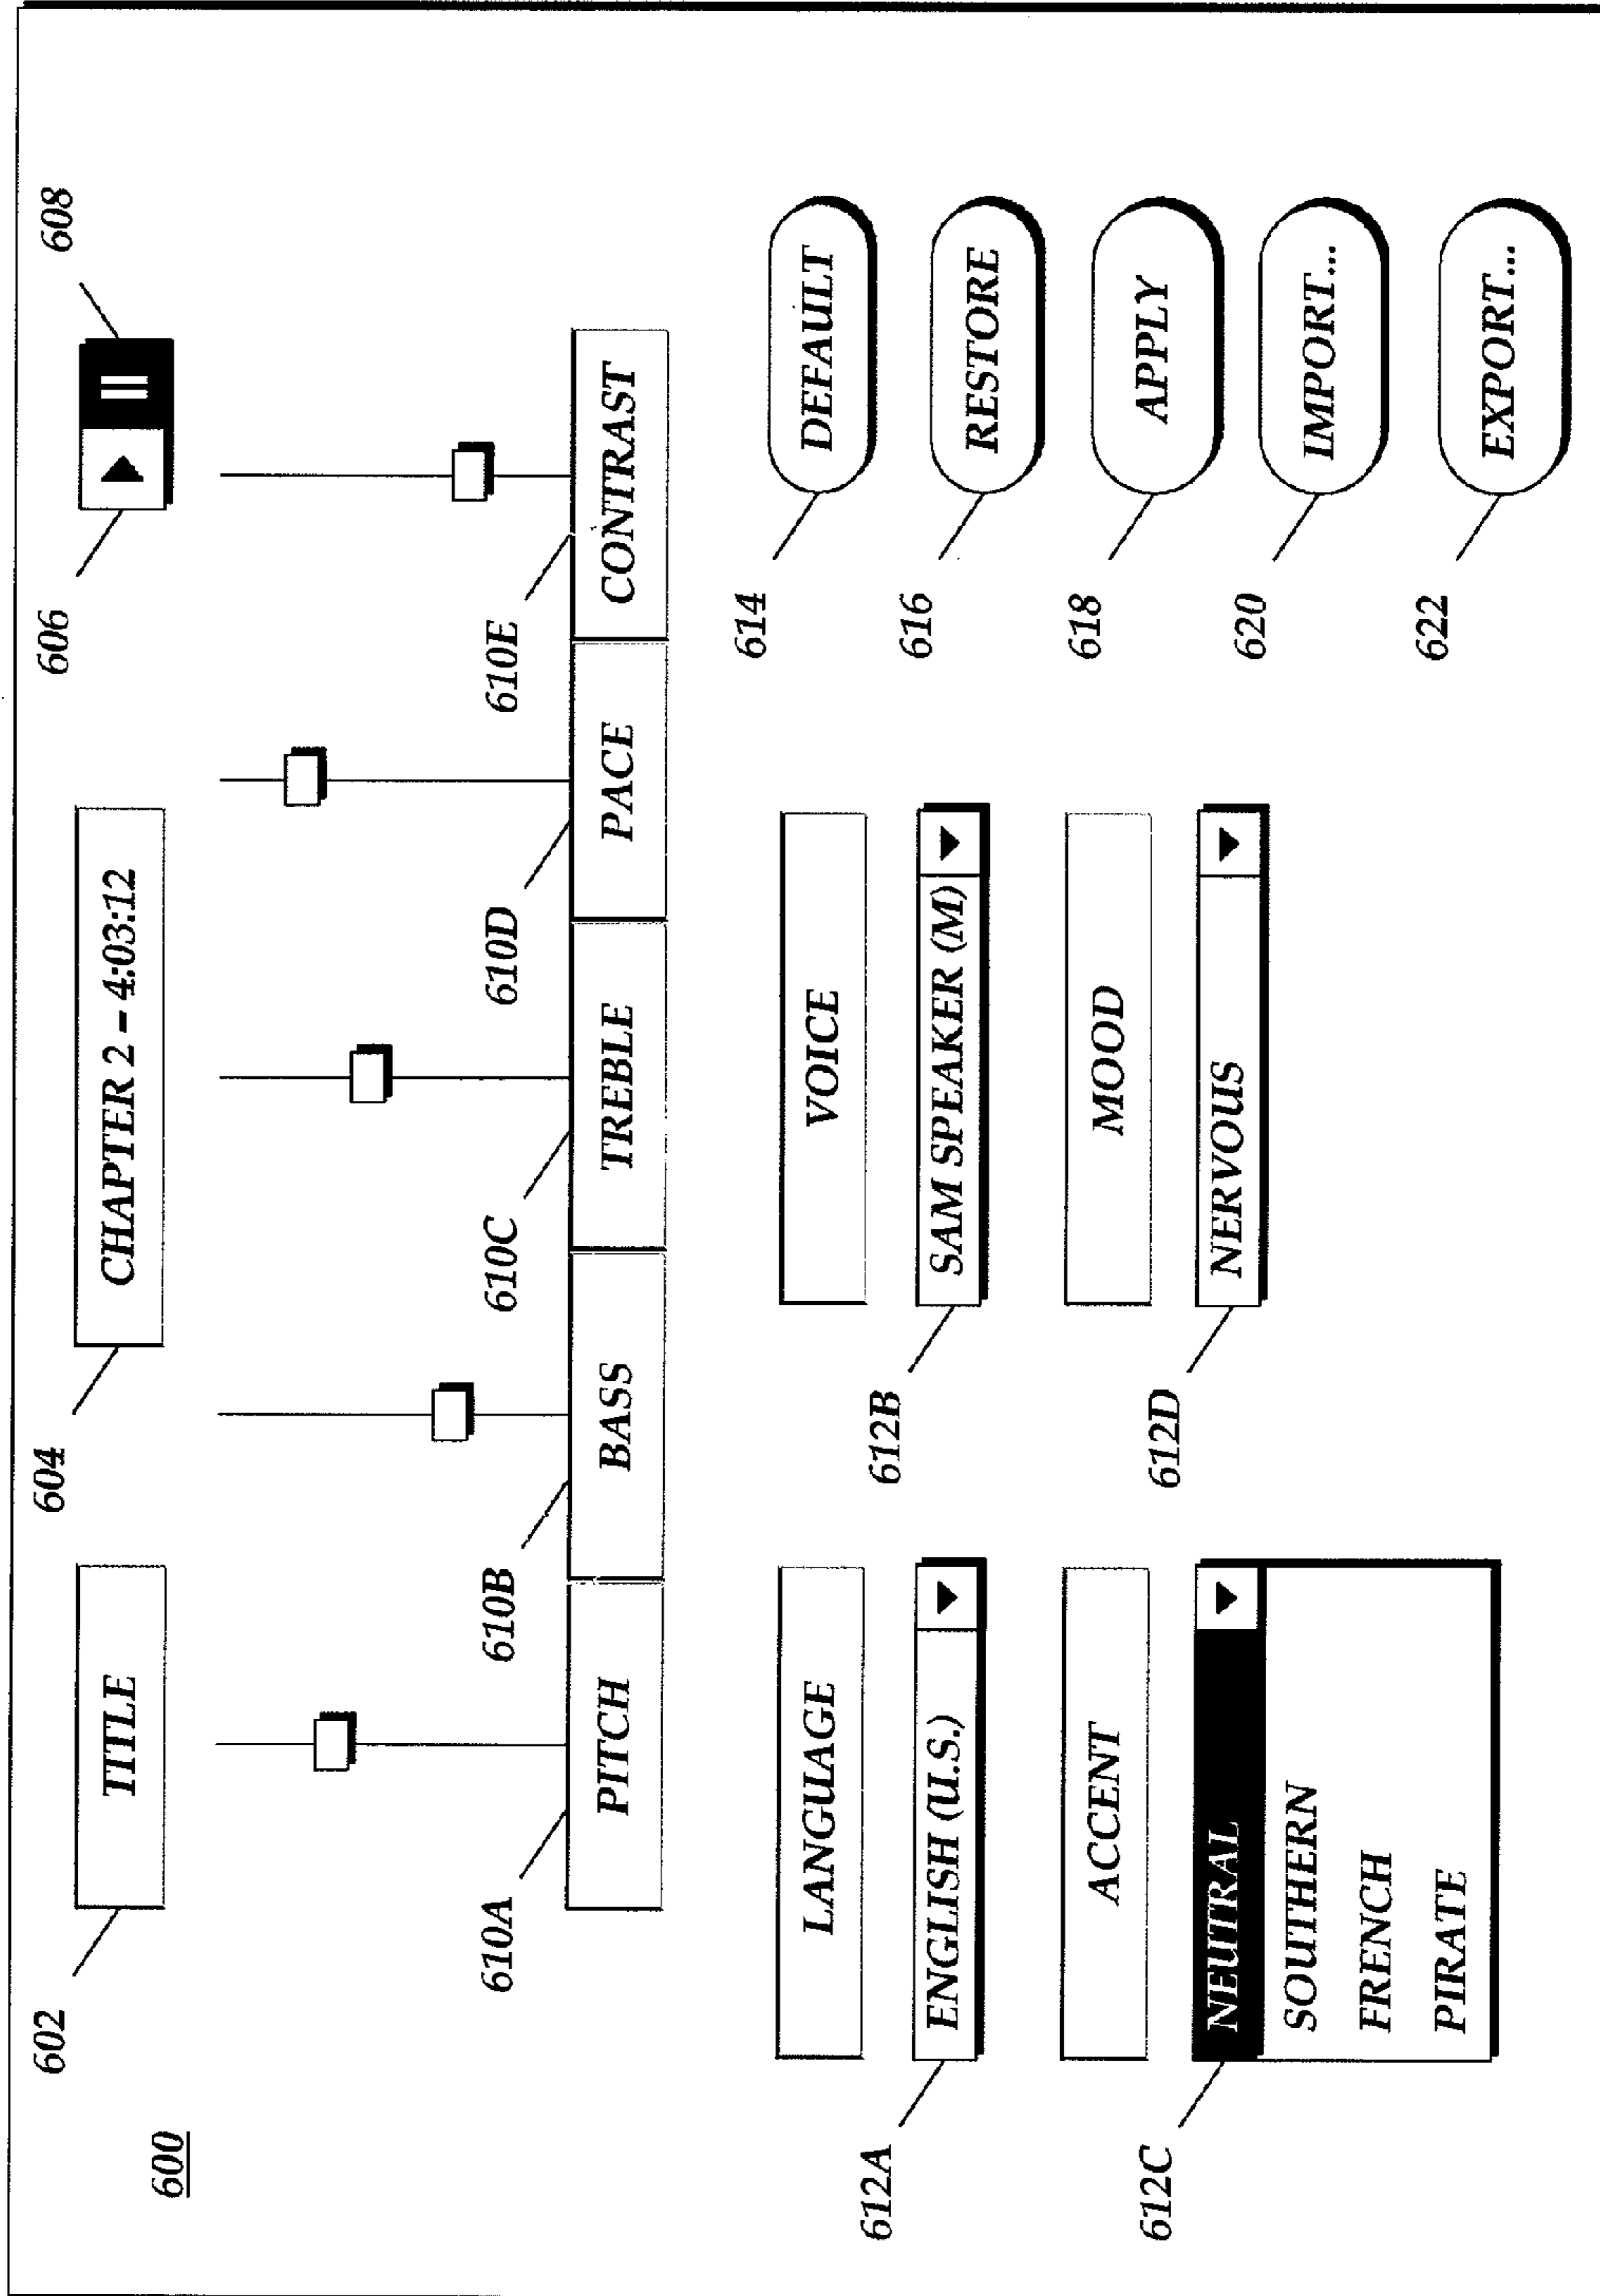 600
602 604 606 608
TITLE CHAPTER 2 – 4:03:12
610A 610B 610C 610D 610E
PITCH BASS TREBLE PACE CONTRAST
LANGUAGE VOICE 614 DEFAULT
612A ENGLISH (U.S.) 612B SAM SPEAKER (M) 616 RESTORE
ACCENT MOOD 618 APPLY
612C NEUTRAL 612D NERVOUS 620 IMPORT...
SOUTHERN
FRENCH
PIRATE 622 EXPORT...